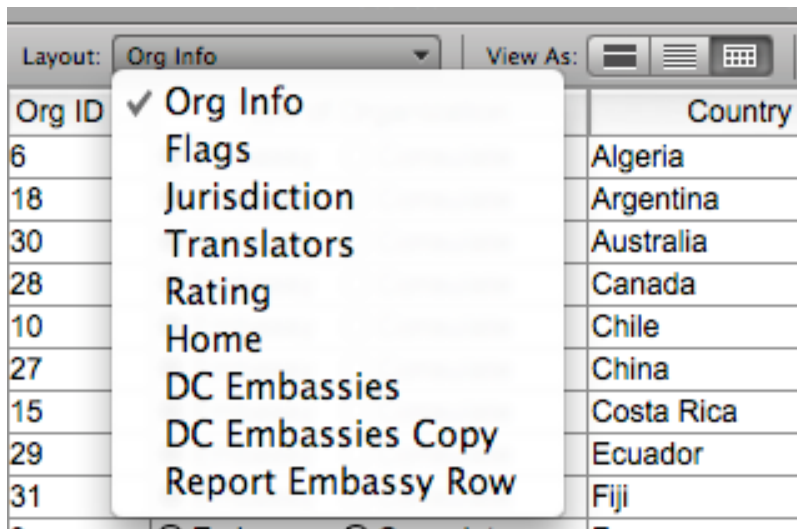 Layout: Org Info View As:
Org ID Country
✓ Org Info
Flags
Jurisdiction
Translators
Rating
Home
DC Embassies
DC Embassies Copy
Report Embassy Row
6 Algeria
18 Argentina
30 Australia
28 Canada
10 Chile
27 China
15 Costa Rica
29 Ecuador
31 Fiji